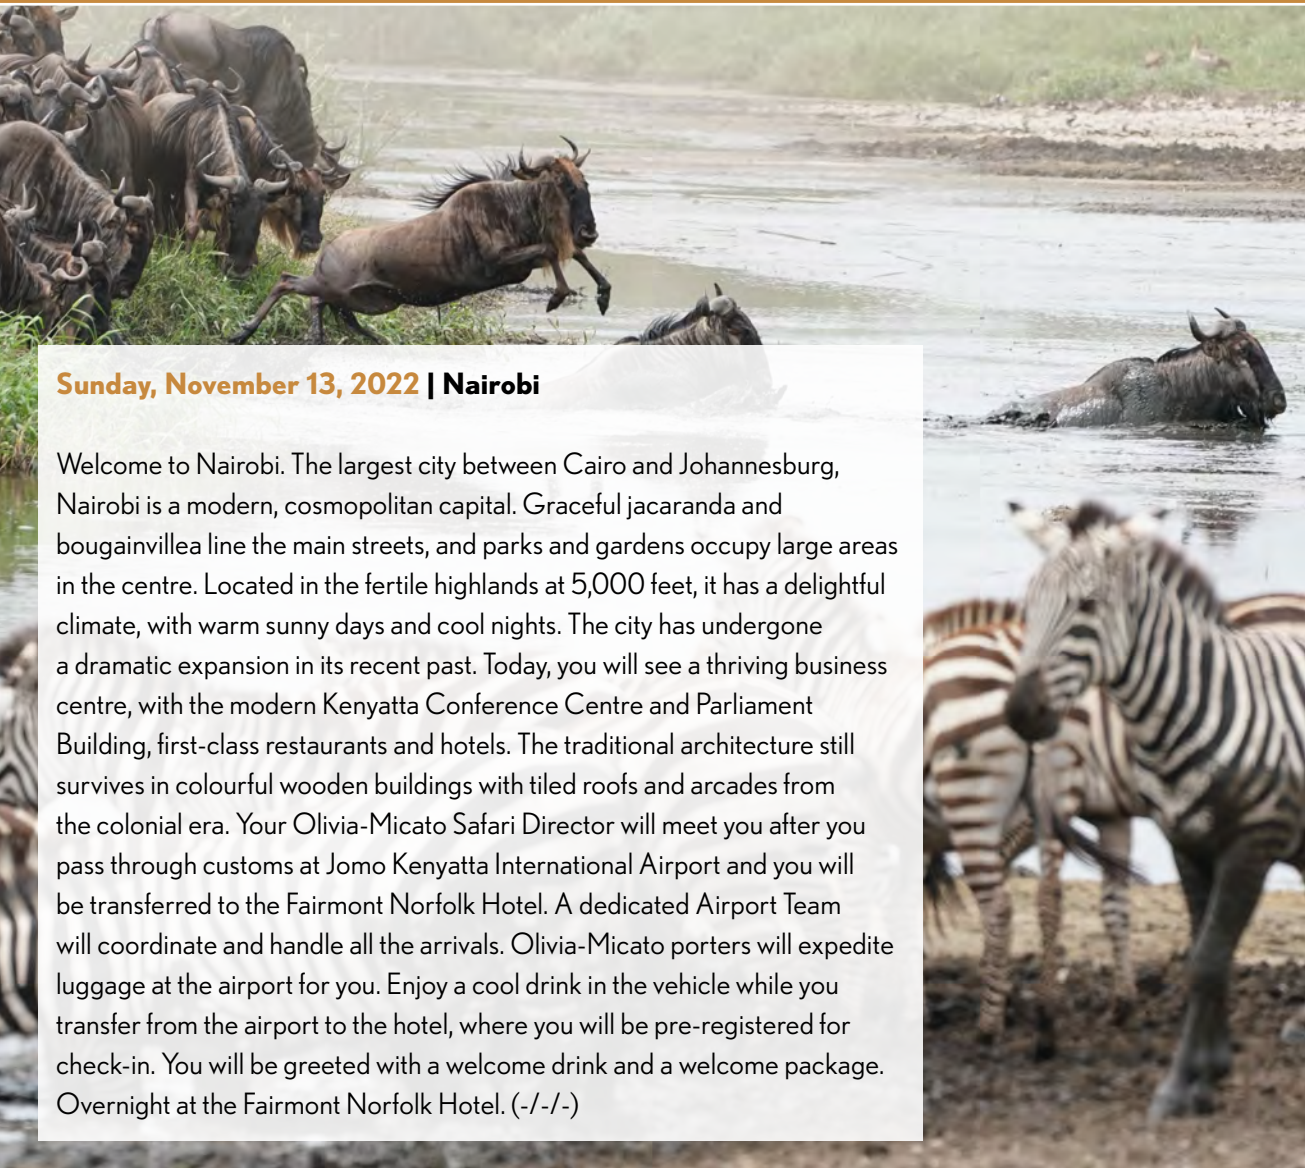 Sunday, November 13, 2022 | Nairobi
Welcome to Nairobi. The largest city between Cairo and Johannesburg,
Nairobi is a modern, cosmopolitan capital. Graceful jacaranda and
bougainvillea line the main streets, and parks and gardens occupy large areas
in the centre. Located in the fertile highlands at 5,000 feet, it has a delightful
climate, with warm sunny days and cool nights. The city has undergone
a dramatic expansion in its recent past. Today, you will see a thriving business
centre, with the modern Kenyatta Conference Centre and Parliament
Building, first-class restaurants and hotels. The traditional architecture still
survives in colourful wooden buildings with tiled roofs and arcades from
the colonial era. Your Olivia-Micato Safari Director will meet you after you
pass through customs at Jomo Kenyatta International Airport and you will
be transferred to the Fairmont Norfolk Hotel. A dedicated Airport Team
will coordinate and handle all the arrivals. Olivia-Micato porters will expedite
luggage at the airport for you. Enjoy a cool drink in the vehicle while you
transfer from the airport to the hotel, where you will be pre-registered for
check-in. You will be greeted with a welcome drink and a welcome package.
Overnight at the Fairmont Norfolk Hotel. (-/-/-)